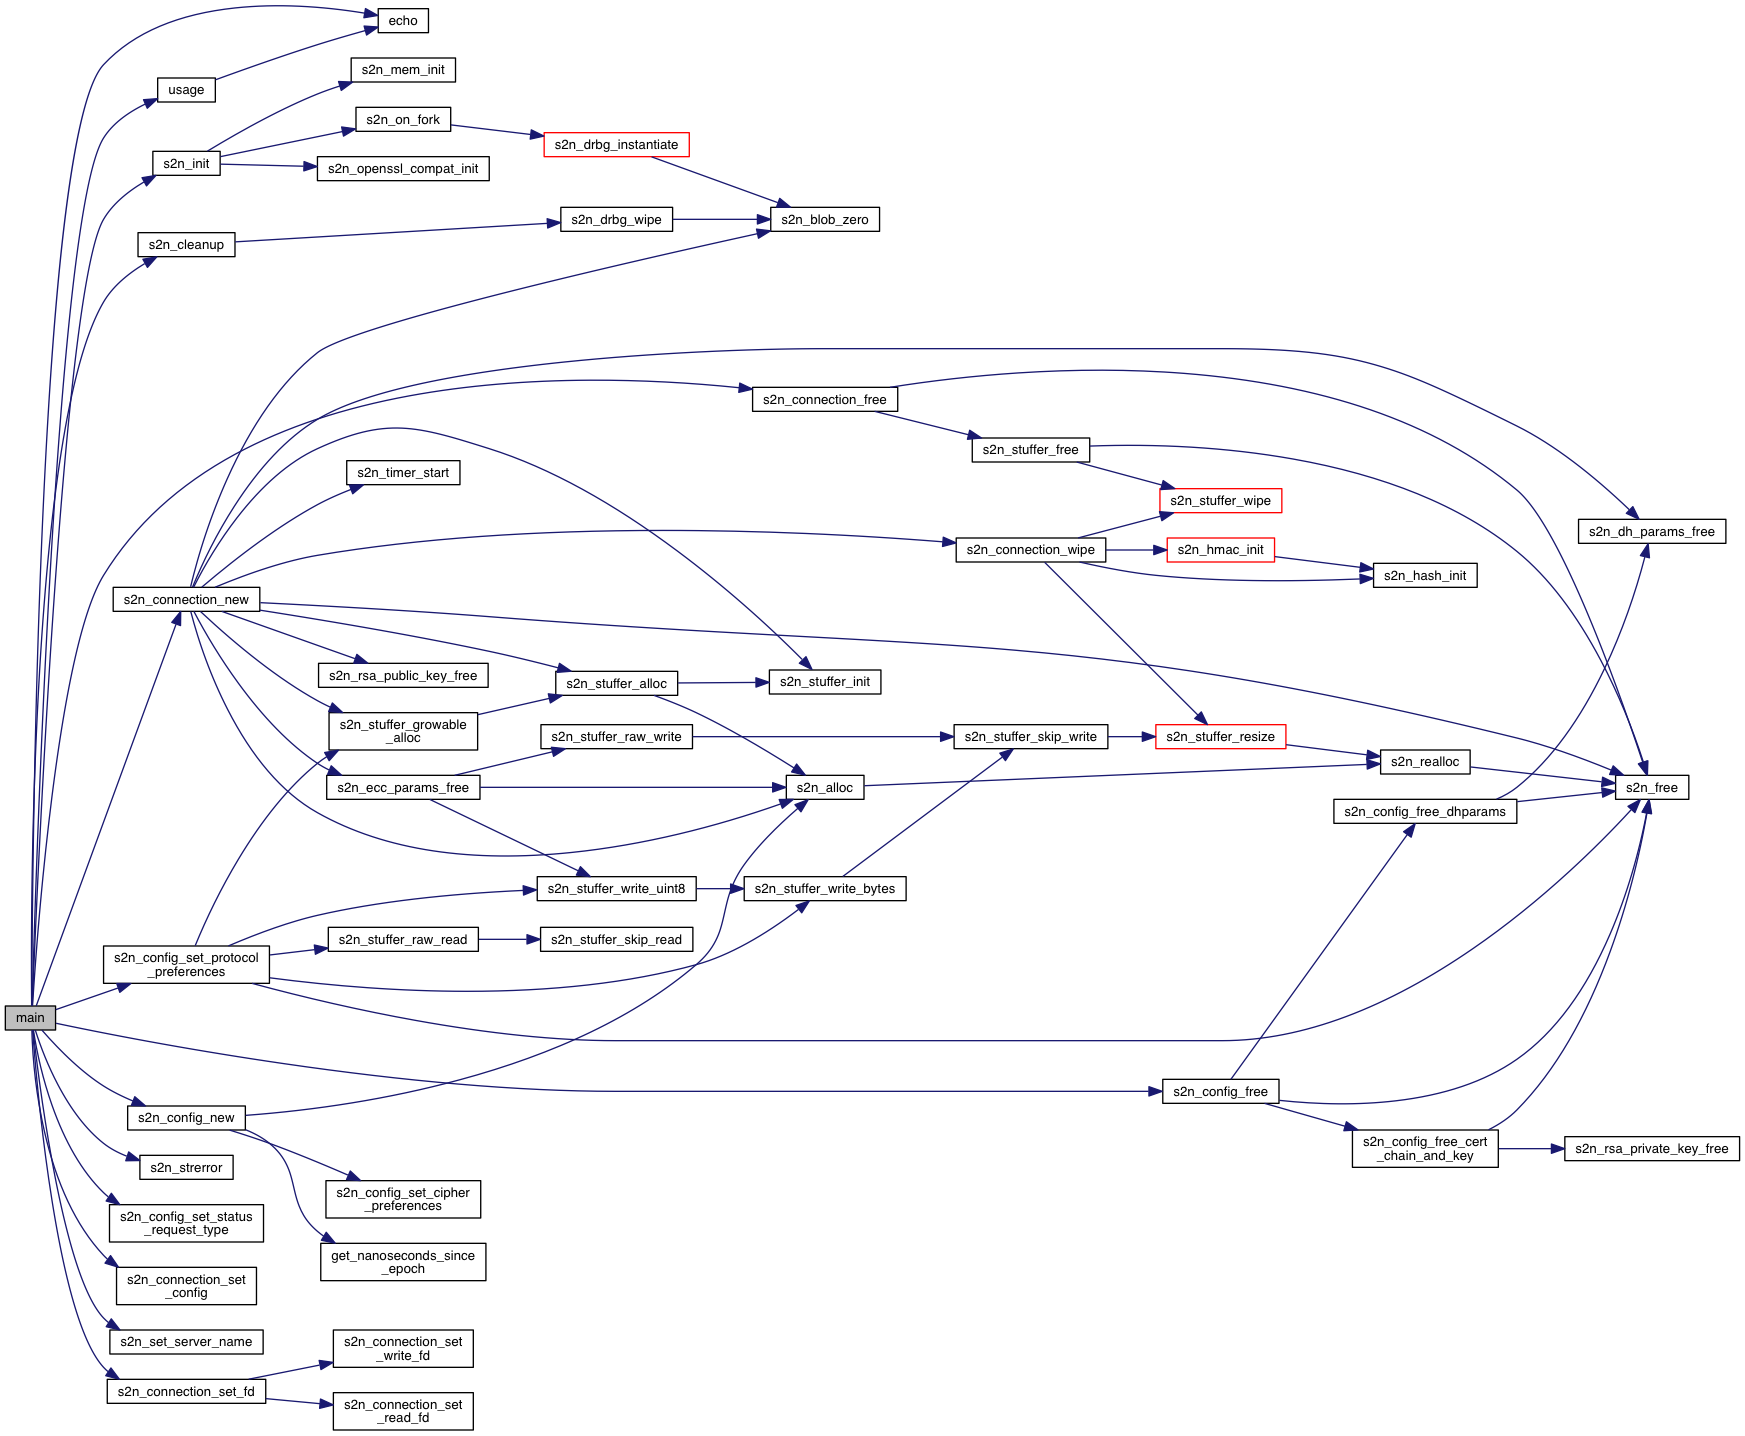 echo
s2n_mem_init
usage
s2n_on_fork
s2n_drbg_instantiate
s2n_init
s2n_openssl_compat_init
s2n_drbg_wipe
s2n_blob_zero
s2n_cleanup
s2n_connection_free
s2n_stuffer_free
s2n_timer_start
s2n_stuffer_wipe
s2n_dh_params_free
s2n_connection_wipe
s2n_hmac_init
s2n_hash_init
s2n_connection_new
s2n_rsa_public_key_free
s2n_stuffer_alloc
s2n_stuffer_init
s2n_stuffer_growable
_alloc
s2n_stuffer_raw_write
s2n_stuffer_skip_write
s2n_stuffer_resize
s2n_realloc
s2n_ecc_params_free
s2n_alloc
s2n_free
s2n_config_free_dhparams
s2n_stuffer_write_uint8
s2n_stuffer_write_bytes
s2n_stuffer_raw_read
s2n_stuffer_skip_read
s2n_config_set_protocol
_preferences
main
s2n_config_free
s2n_config_new
s2n_config_free_cert
_chain_and_key
s2n_rsa_private_key_free
s2n_strerror
s2n_config_set_cipher
_preferences
s2n_config_set_status
_request_type
get_nanoseconds_since
_epoch
s2n_connection_set
_config
s2n_set_server_name
s2n_connection_set
_write_fd
s2n_connection_set_fd
s2n_connection_set
_read_fd